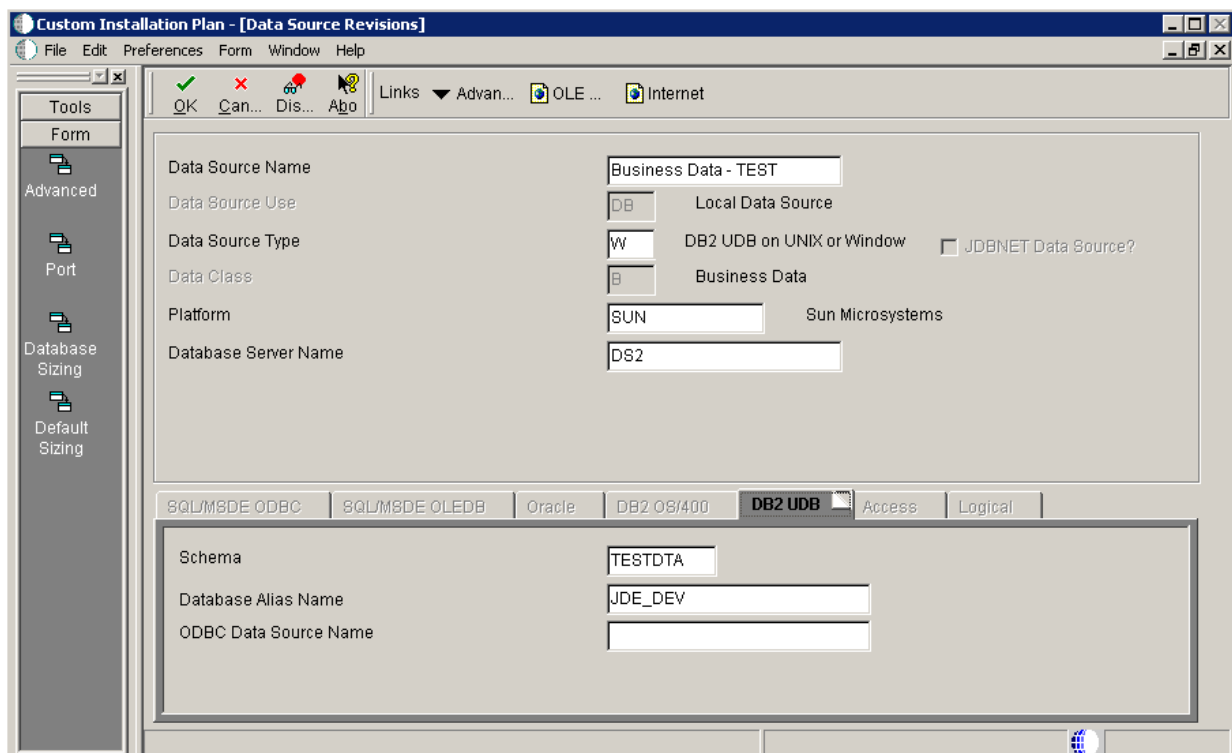 Custom Installation Plan - [Data Source Revisions]
File Edit Preferences Form Window Help
Tools
Form
Advanced
Port
Database Sizing
Default Sizing
OK Can... Dis... Abo Links Advan... OLE ... Internet
Data Source Name Business Data - TEST
Data Source Use DB Local Data Source
Data Source Type W DB2 UDB on UNIX or Window JDBNET Data Source?
Data Class B Business Data
Platform SUN Sun Microsystems
Database Server Name DS2
SQL/MSDE ODBC SQL/MSDE OLEDB Oracle DB2 OS/400 DB2 UDB Access Logical
Schema TESTDTA
Database Alias Name JDE_DEV
ODBC Data Source Name